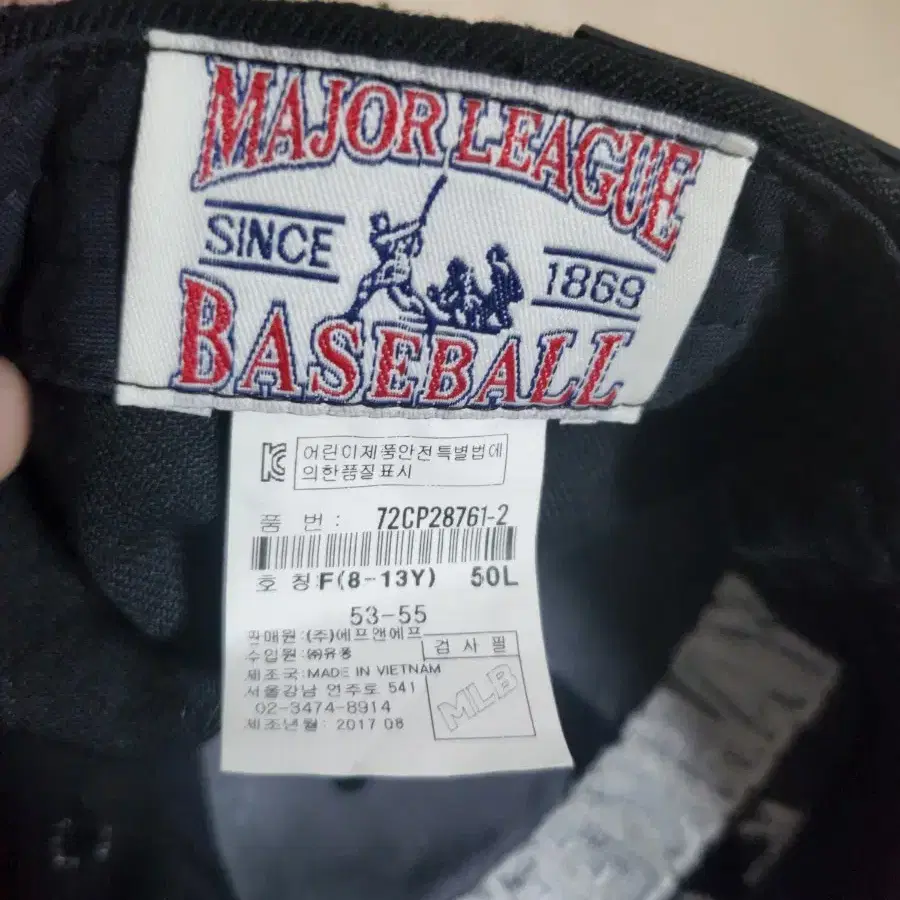 MAJOR LEAGUE
SINCE 1869
BASEBALL
어린이제품안전특별법에
의한품질표시
품 번 : 72CP28761-2
호 칭:F(8-13Y) 50L
53-55
판매원:(주)에프앤에프
검 사 필
수입원:㈜유풍
제조국:MADE IN VIETNAM
MLB
서울강남 언주로 541
02-3474-8914
제조년월: 2017 08